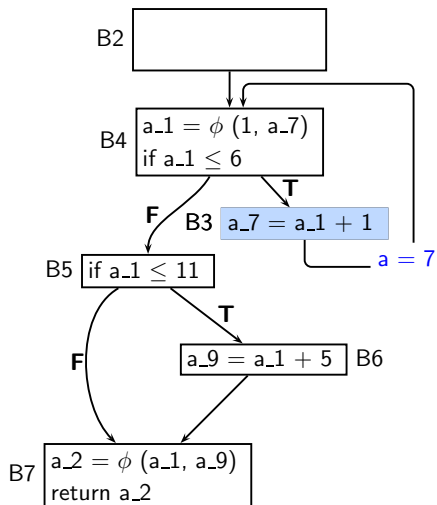 B2
B4
a_1 = ϕ (1, a_7)
if a_1 ≤ 6
F
T
B3
a_7 = a_1 + 1
a = 7
B5
if a_1 ≤ 11
F
T
a_9 = a_1 + 5
B6
B7
a_2 = ϕ (a_1, a_9)
return a_2